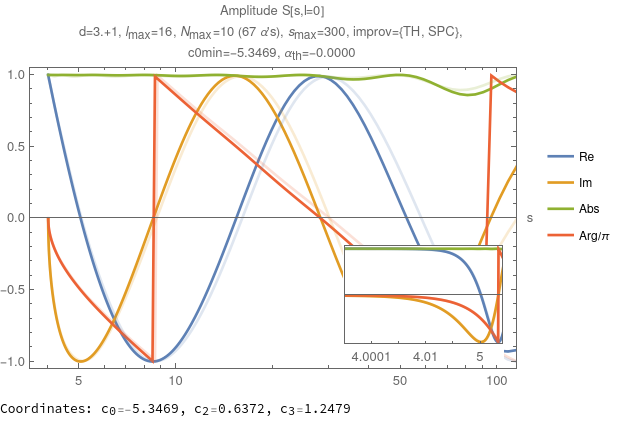 Amplitude S[s,l=0]
d=3.+1, lmax=16, Nmax=10 (67 α's), smax=300, improv={TH, SPC},
c0min=-5.3469, αth=-0.0000
1.0
0.5
0.0
-0.5
-1.0
s
Re
Im
Abs
Arg/π
4.0001 4.01 5
5 10 50 100
Coordinates: c0=-5.3469, c2=0.6372, c3=1.2479